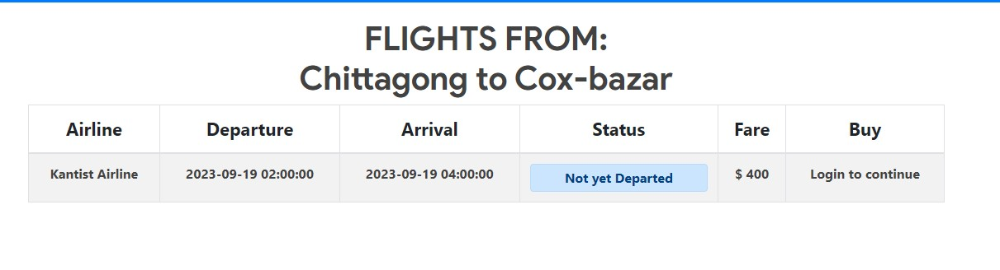 FLIGHTS FROM:
Chittagong to Cox-bazar
Airline Departure Arrival Status Fare Buy
Kantist Airline 2023-09-19 02:00:00 2023-09-19 04:00:00 Not yet Departed $ 400 Login to continue